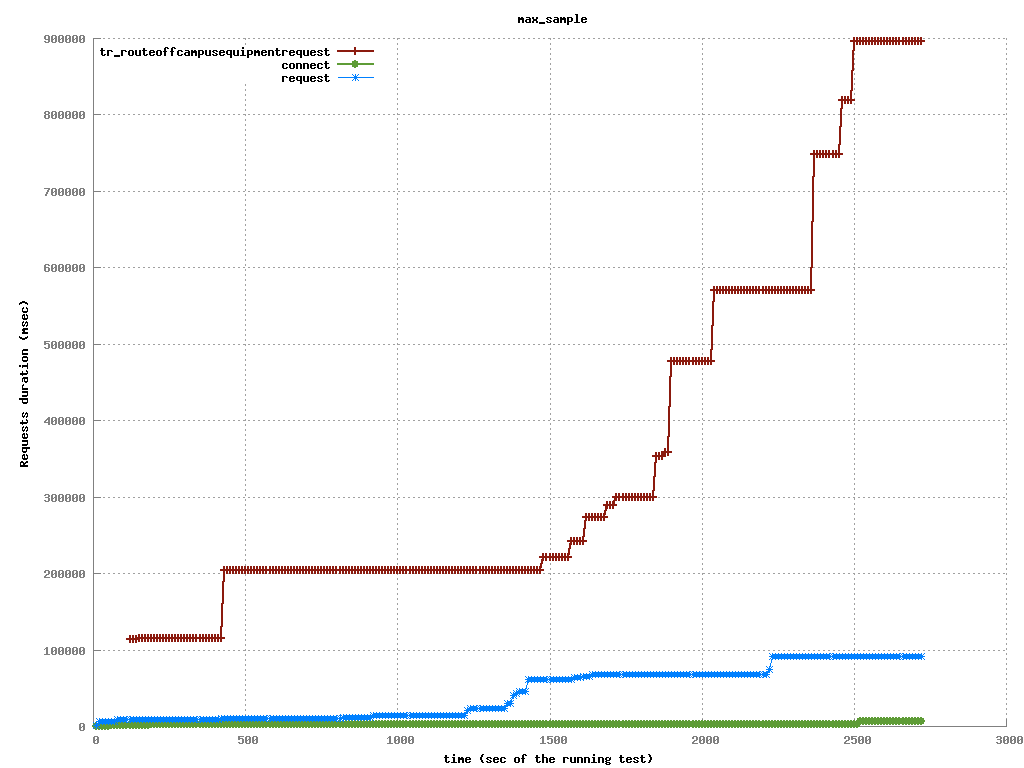 max_sample
tr_routeoffcampusequipmentrequest
connect
request
900000
800000
700000
600000
500000
400000
300000
200000
100000
0
Requests duration (msec)
0 500 1000 1500 2000 2500 3000
time (sec of the running test)